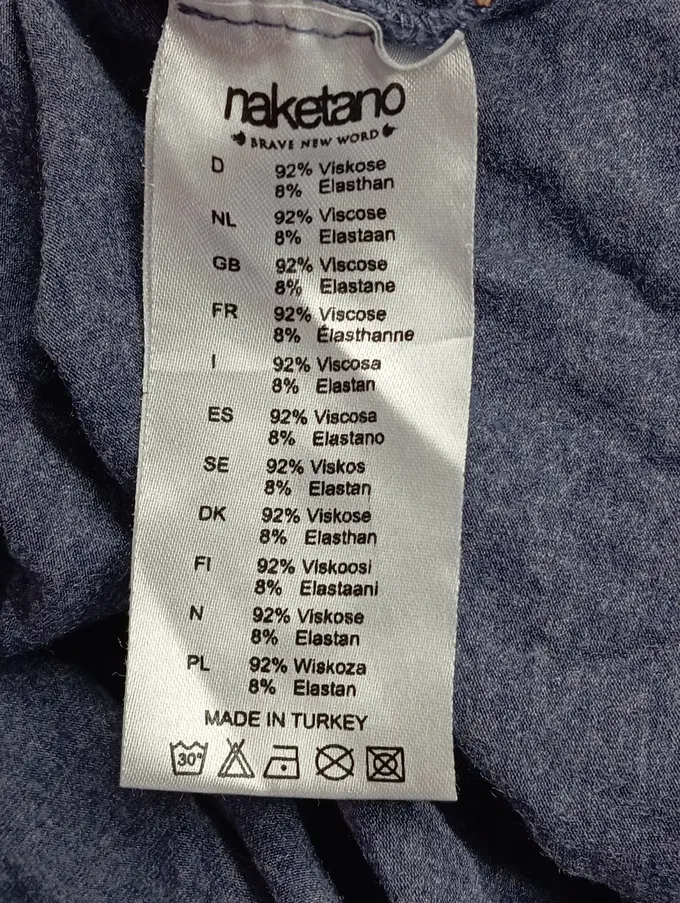 naketano
BRAVE NEW WORD
D 92% Viskose
8% Elasthan
NL 92% Viscose
8% Elastaan
GB 92% Viscose
8% Elastane
FR 92% Viscose
8% Élasthanne
I 92% Viscosa
8% Elastan
ES 92% Viscosa
8% Elastano
SE 92% Viskos
8% Elastan
DK 92% Viskose
8% Elasthan
FI 92% Viskoosi
8% Elastaani
N 92% Viskose
8% Elastan
PL 92% Wiskoza
8% Elastan
MADE IN TURKEY
30°